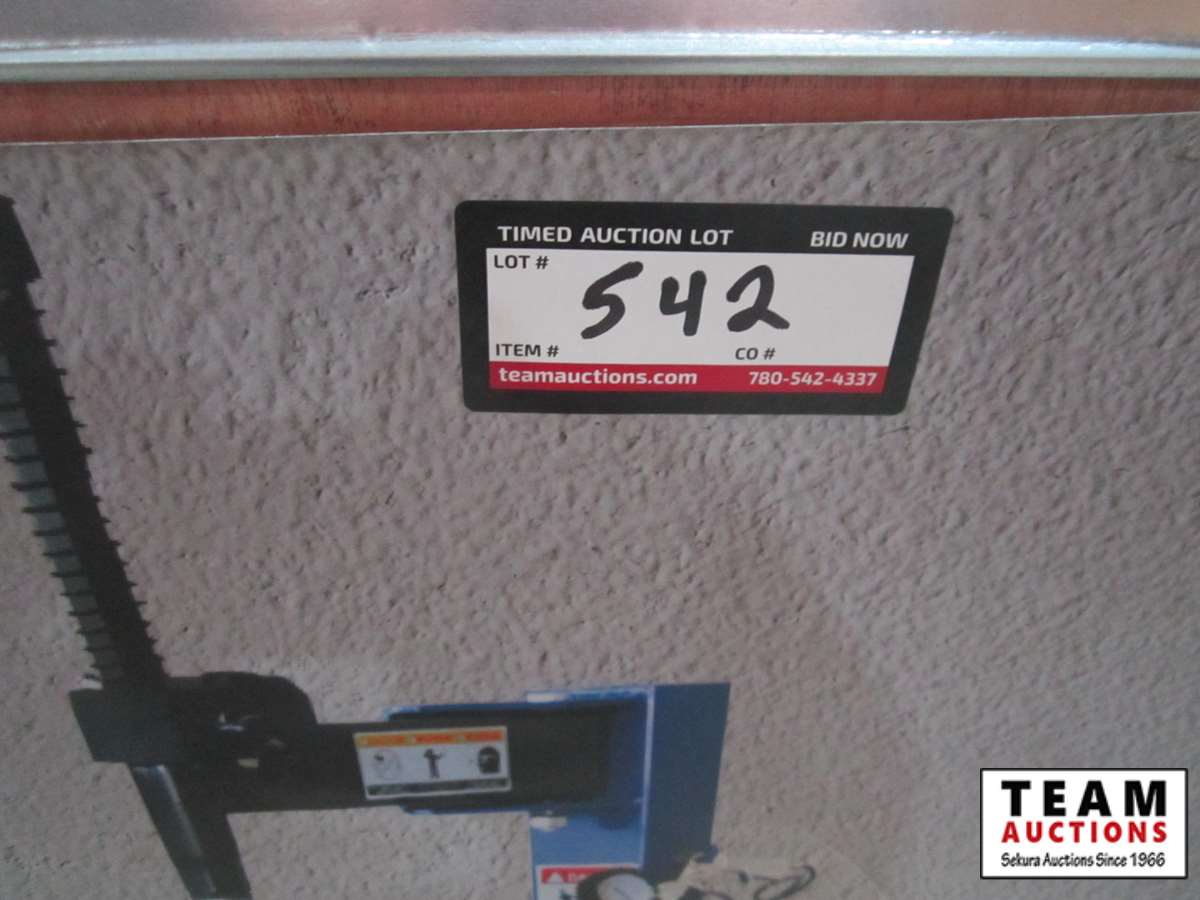 TIMED AUCTION LOT BID NOW
LOT # 542
ITEM # CO #
teamauctions.com 780-542-4337
TEAM
AUCTIONS
Sekura Auctions Since 1966